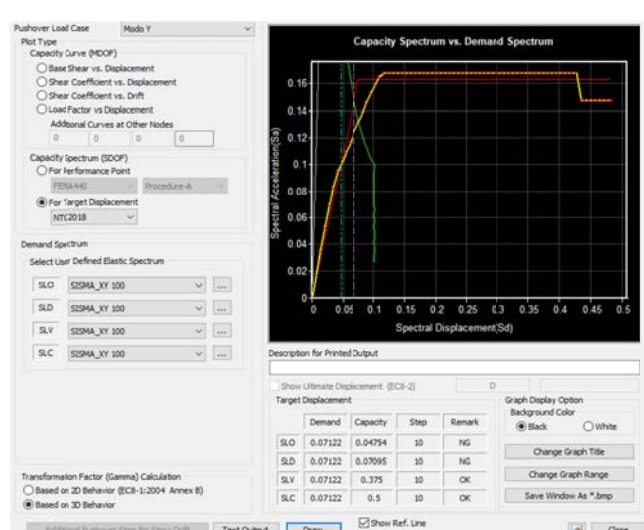 Pushover Load Case Modo Y
Plot Type
Capacity Curve (MDOF)
Base Shear vs. Displacement
Shear Coefficient vs. Displacement
Shear Coefficient vs. Drift
Load Factor vs Displacement
Additional Curves at Other Nodes
0 0 0 0
Capacity Spectrum (SDOF)
For Performance Point
FEMA440 Procedure-A
For Target Displacement
NTC2018
Demand Spectrum
Select User Defined Elastic Spectrum
SLO SISMA_XY 100 ...
SLD SISMA_XY 100 ...
SLV SISMA_XY 100 ...
SLC SISMA_XY 100 ...
Transformation Factor (Gamma) Calculation
Based on 2D Behavior (EC8-1:2004 Annex B)
Based on 3D Behavior
Additional Pushover Step for Story Drift
Text Output
Draw
Show Ref. Line
Close
Capacity Spectrum vs. Demand Spectrum
Spectral Acceleration(Sa)
0.16
0.14
0.12
0.1
0.08
0.06
0.04
0.02
0
0 0.05 0.1 0.15 0.2 0.25 0.3 0.35 0.4 0.45 0.5
Spectral Displacement(Sd)
Description for Printed Output
Show Ultimate Displacement (EC8-2) D
Target Displacement
Demand Capacity Step Remark
SLO 0.07122 0.04754 10 NG
SLD 0.07122 0.07095 10 NG
SLV 0.07122 0.375 10 OK
SLC 0.07122 0.5 10 OK
Graph Display Option
Background Color
Black White
Change Graph Title
Change Graph Range
Save Window As *.bmp